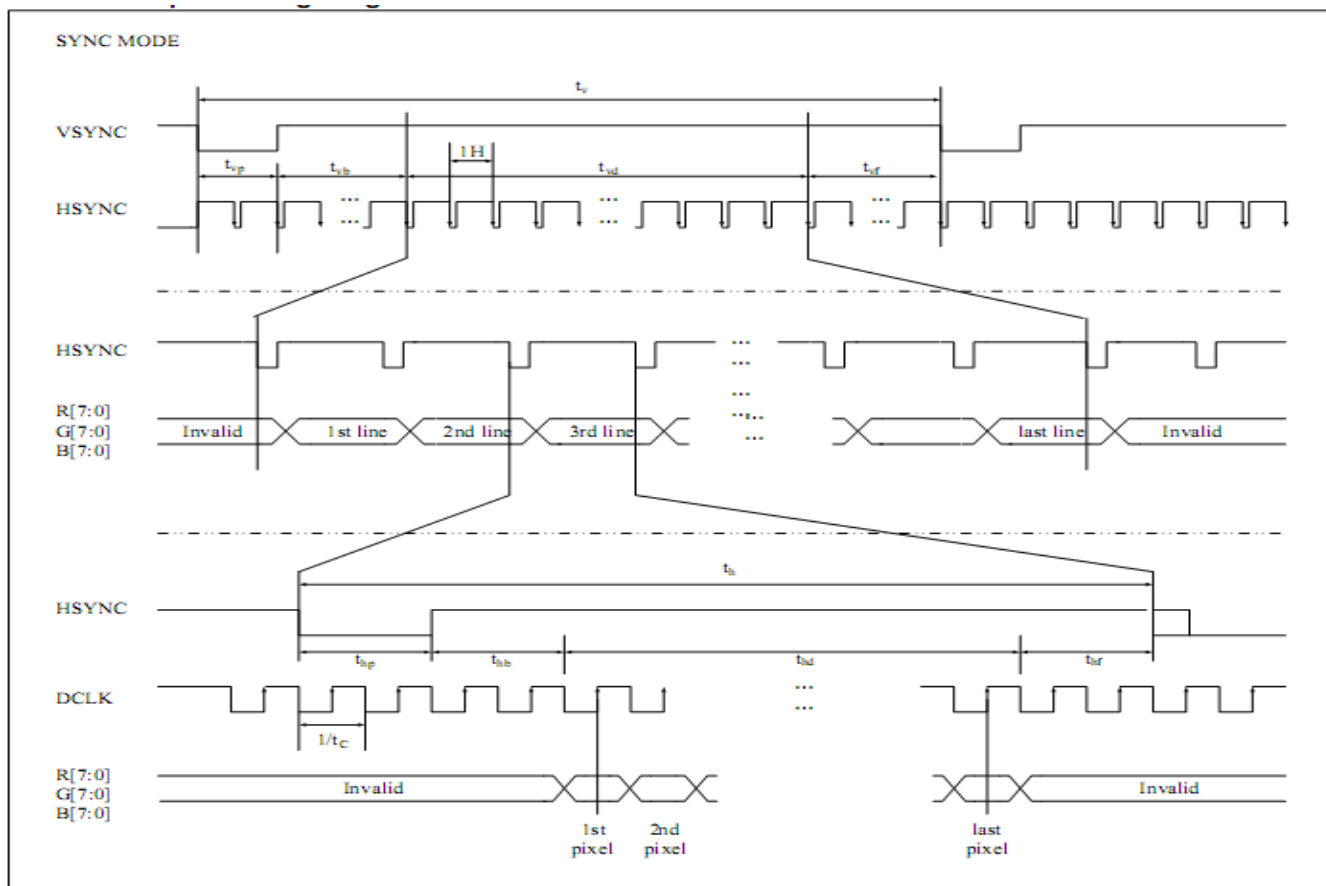 SYNC MODE
tv
VSYNC
1H
tvp
tvb
tvd
tvf
HSYNC
...
...
...
...
...
...
HSYNC
...
...
...
R[7:0]
G[7:0]
B[7:0]
Invalid
1st line
2nd line
3rd line
......
...
last line
Invalid
th
HSYNC
thp
thb
thd
thf
DCLK
...
...
1/tC
R[7:0]
G[7:0]
B[7:0]
Invalid
Invalid
1st pixel
2nd pixel
last pixel